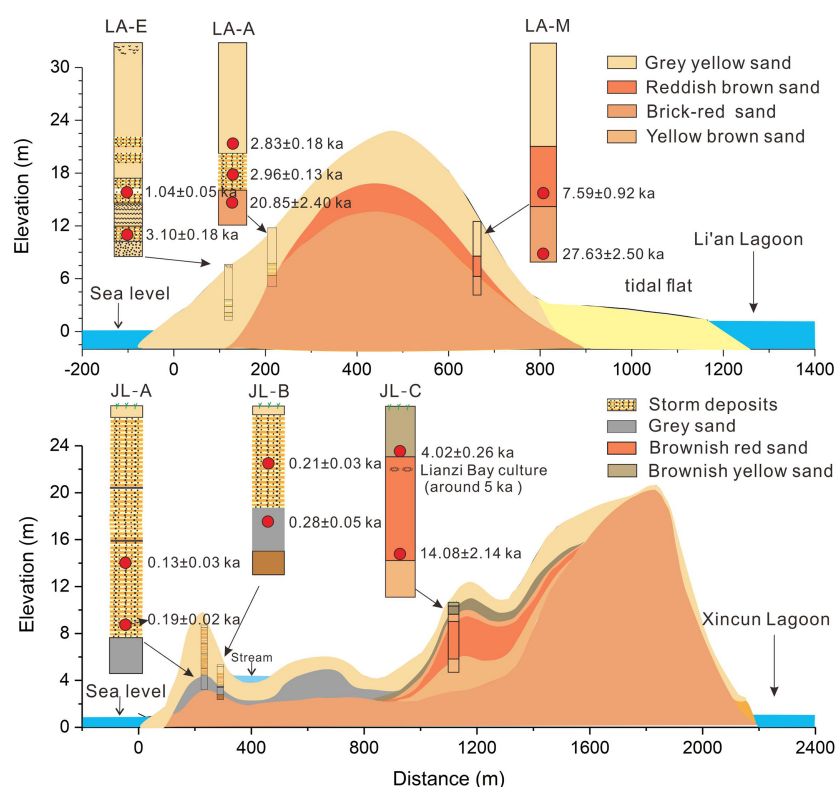 LA-E
LA-A
LA-M
30
24
18
12
6
0
Elevation (m)
1.04±0.05 ka
3.10±0.18 ka
2.83±0.18 ka
2.96±0.13 ka
20.85±2.40 ka
7.59±0.92 ka
27.63±2.50 ka
Grey yellow sand
Reddish brown sand
Brick-red sand
Yellow brown sand
Sea level
Li'an Lagoon
tidal flat
-200
0
200
400
600
800
1000
1200
1400
JL-A
JL-B
JL-C
24
20
16
12
8
4
0
Elevation (m)
0.13±0.03 ka
0.19±0.02 ka
0.21±0.03 ka
0.28±0.05 ka
4.02±0.26 ka
Lianzi Bay culture
(around 5 ka )
14.08±2.14 ka
Storm deposits
Grey sand
Brownish red sand
Brownish yellow sand
Stream
Sea level
Xincun Lagoon
0
400
800
1200
1600
2000
2400
Distance (m)